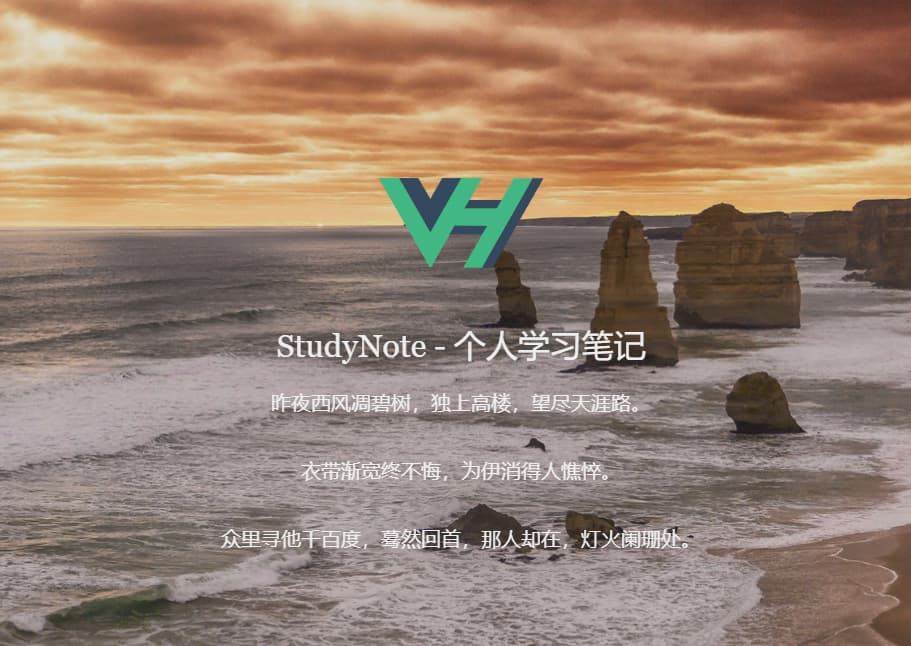 VH
StudyNote - 个人学习笔记
昨夜西风凋碧树，独上高楼，望尽天涯路。
衣带渐宽终不悔，为伊消得人憔悴。
众里寻他千百度，蓦然回首，那人却在，灯火阑珊处。